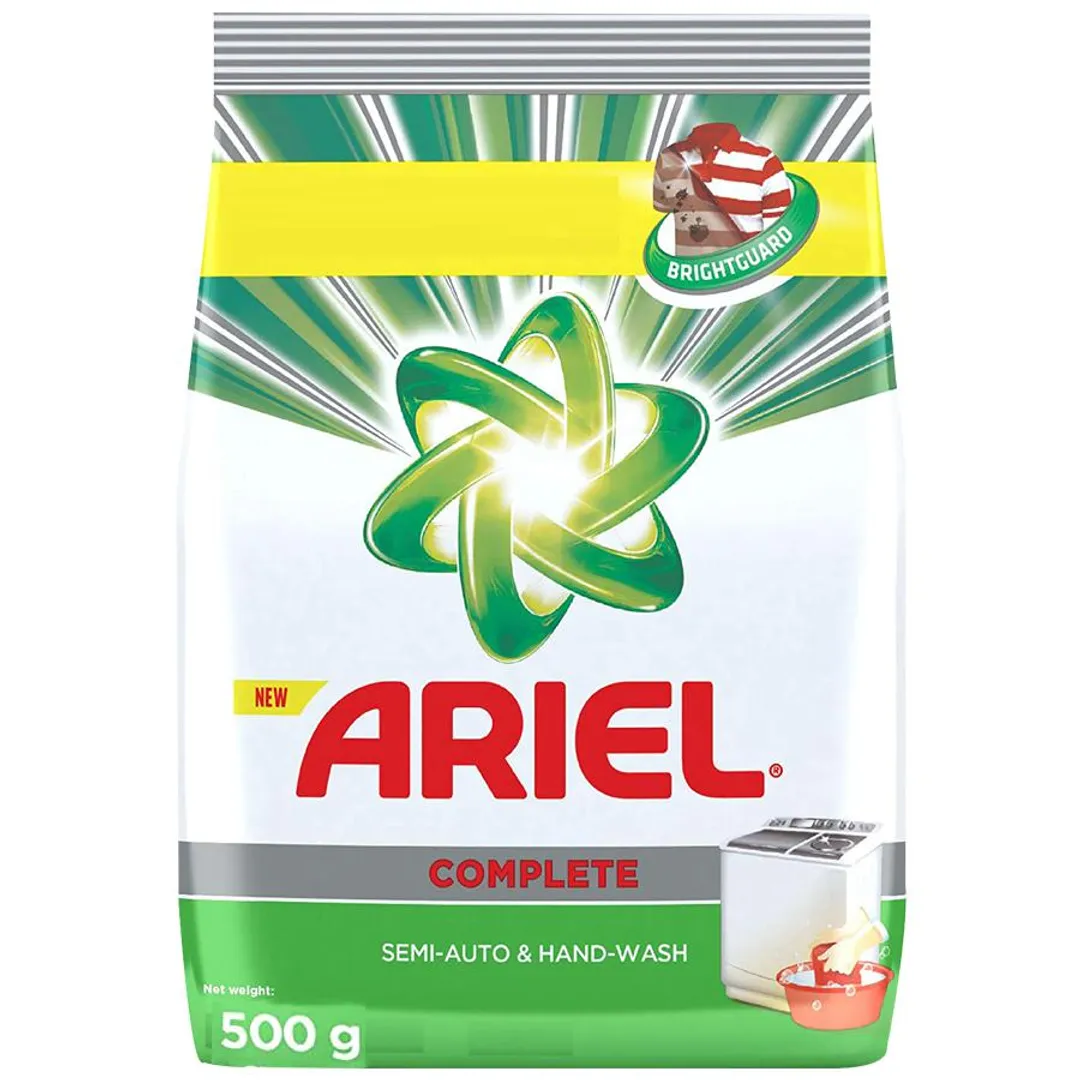 BRIGHTGUARD
NEW
ARIEL®
COMPLETE
SEMI-AUTO & HAND-WASH
Net weight:
500 g